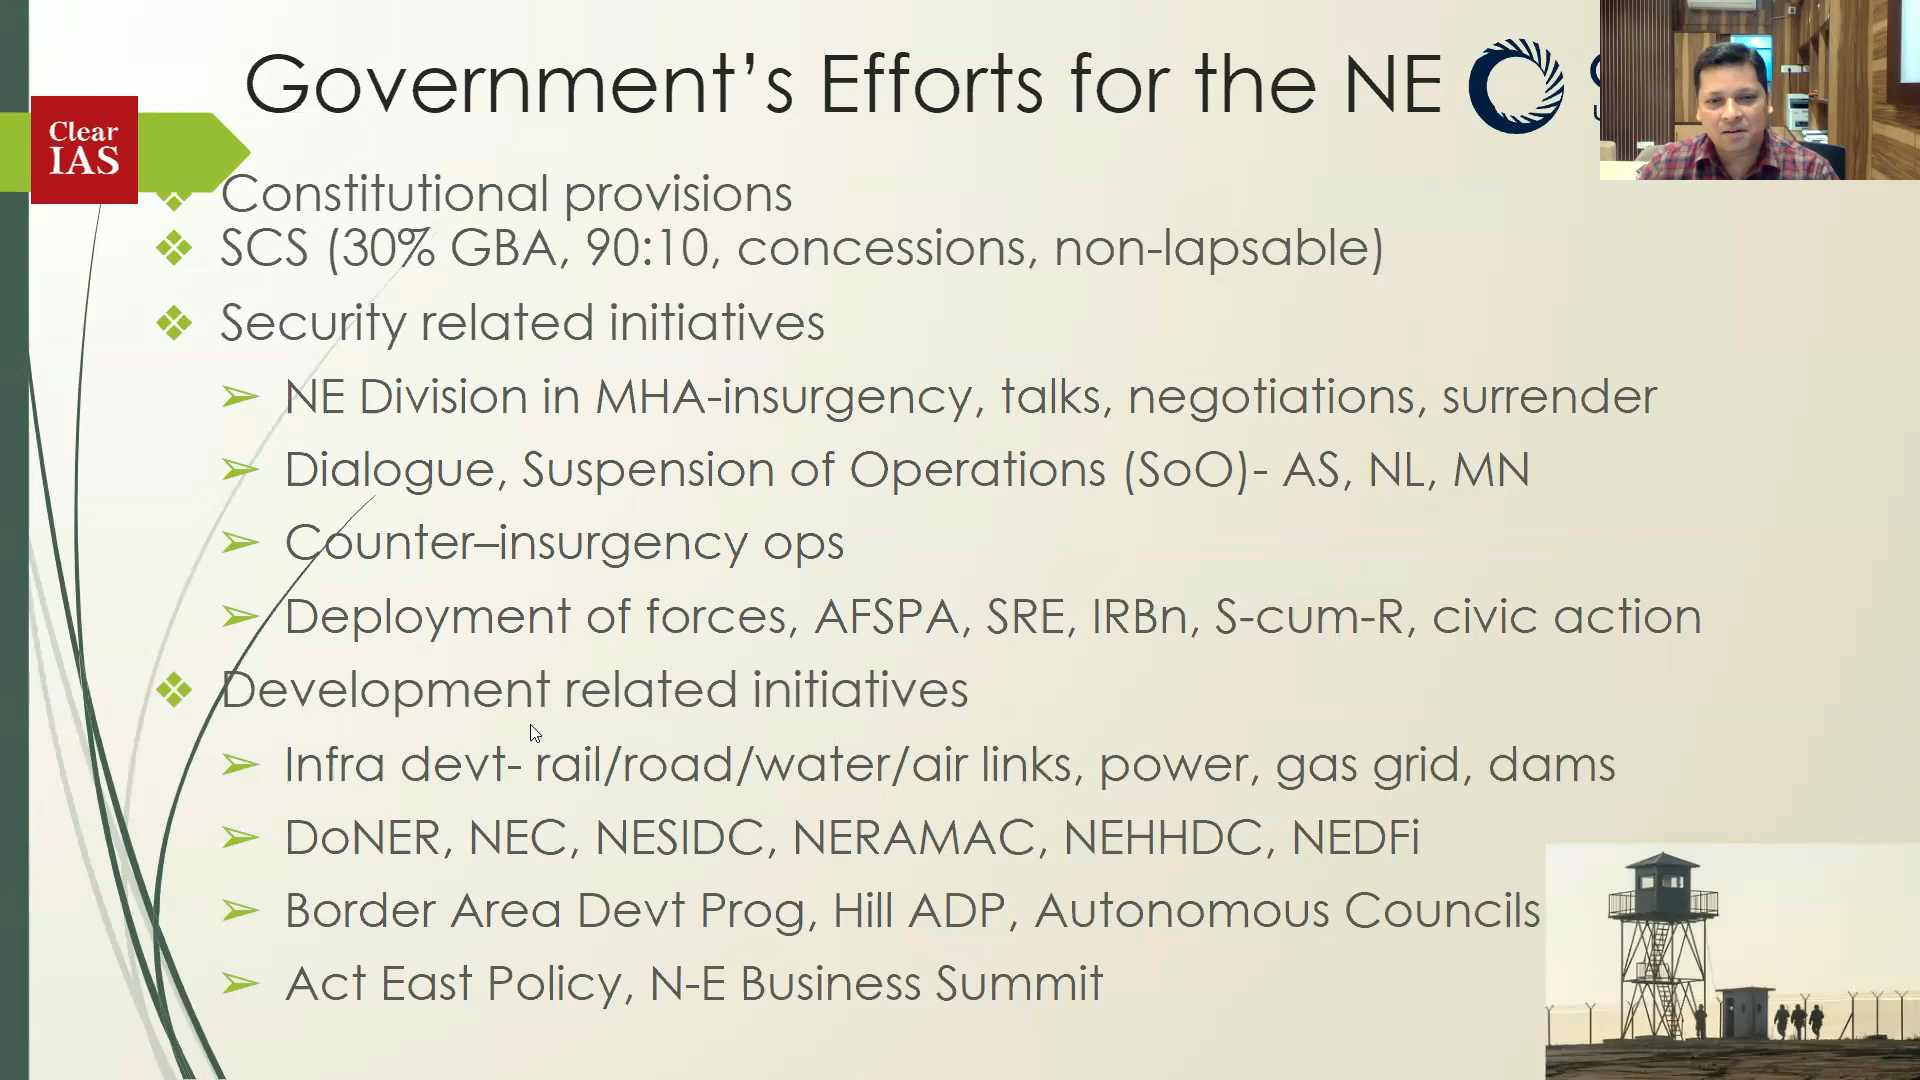 Government’s Efforts for the NE
Clear
IAS
Constitutional provisions
SCS (30% GBA, 90:10, concessions, non-lapsable)
Security related initiatives
NE Division in MHA-insurgency, talks, negotiations, surrender
Dialogue, Suspension of Operations (SoO)- AS, NL, MN
Counter–insurgency ops
Deployment of forces, AFSPA, SRE, IRBn, S-cum-R, civic action
Development related initiatives
Infra devt- rail/road/water/air links, power, gas grid, dams
DoNER, NEC, NESIDC, NERAMAC, NEHHDC, NEDFi
Border Area Devt Prog, Hill ADP, Autonomous Councils
Act East Policy, N-E Business Summit